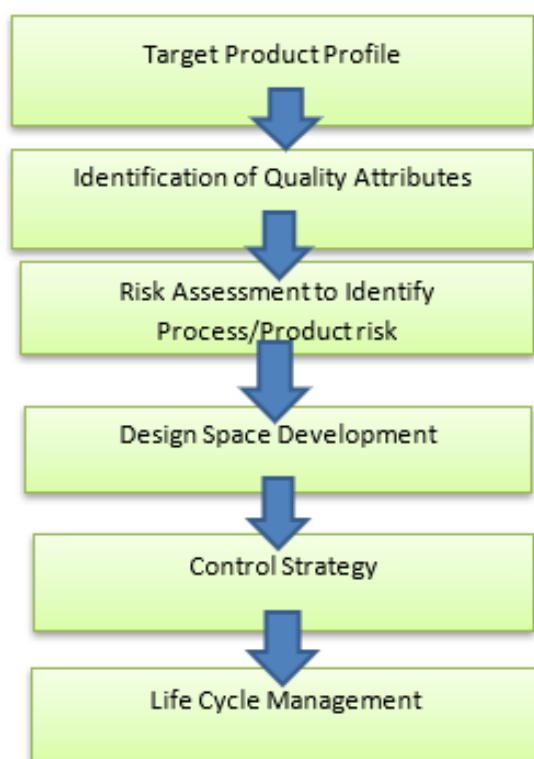 Target Product Profile
Identification of Quality Attributes
Risk Assessment to Identify
Process/Product risk
Design Space Development
Control Strategy
Life Cycle Management